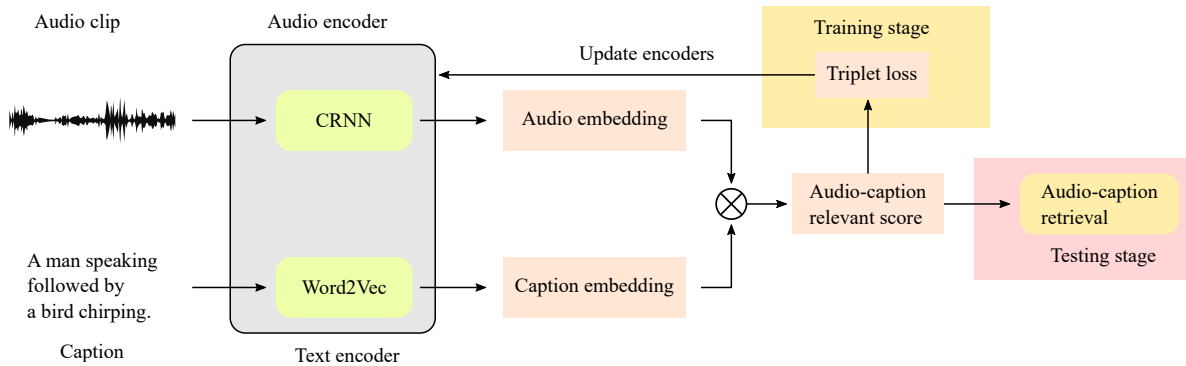 Audio clip
Audio encoder
Training stage
Update encoders
Triplet loss
CRNN
Audio embedding
Audio-caption
relevant score
Audio-caption
retrieval
Testing stage
A man speaking
followed by
a bird chirping.
Word2Vec
Caption embedding
Caption
Text encoder